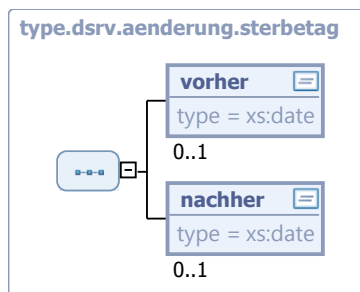 type.dsrv.aenderung.sterbetag
vorher
type = xs:date
0..1
nachher
type = xs:date
0..1